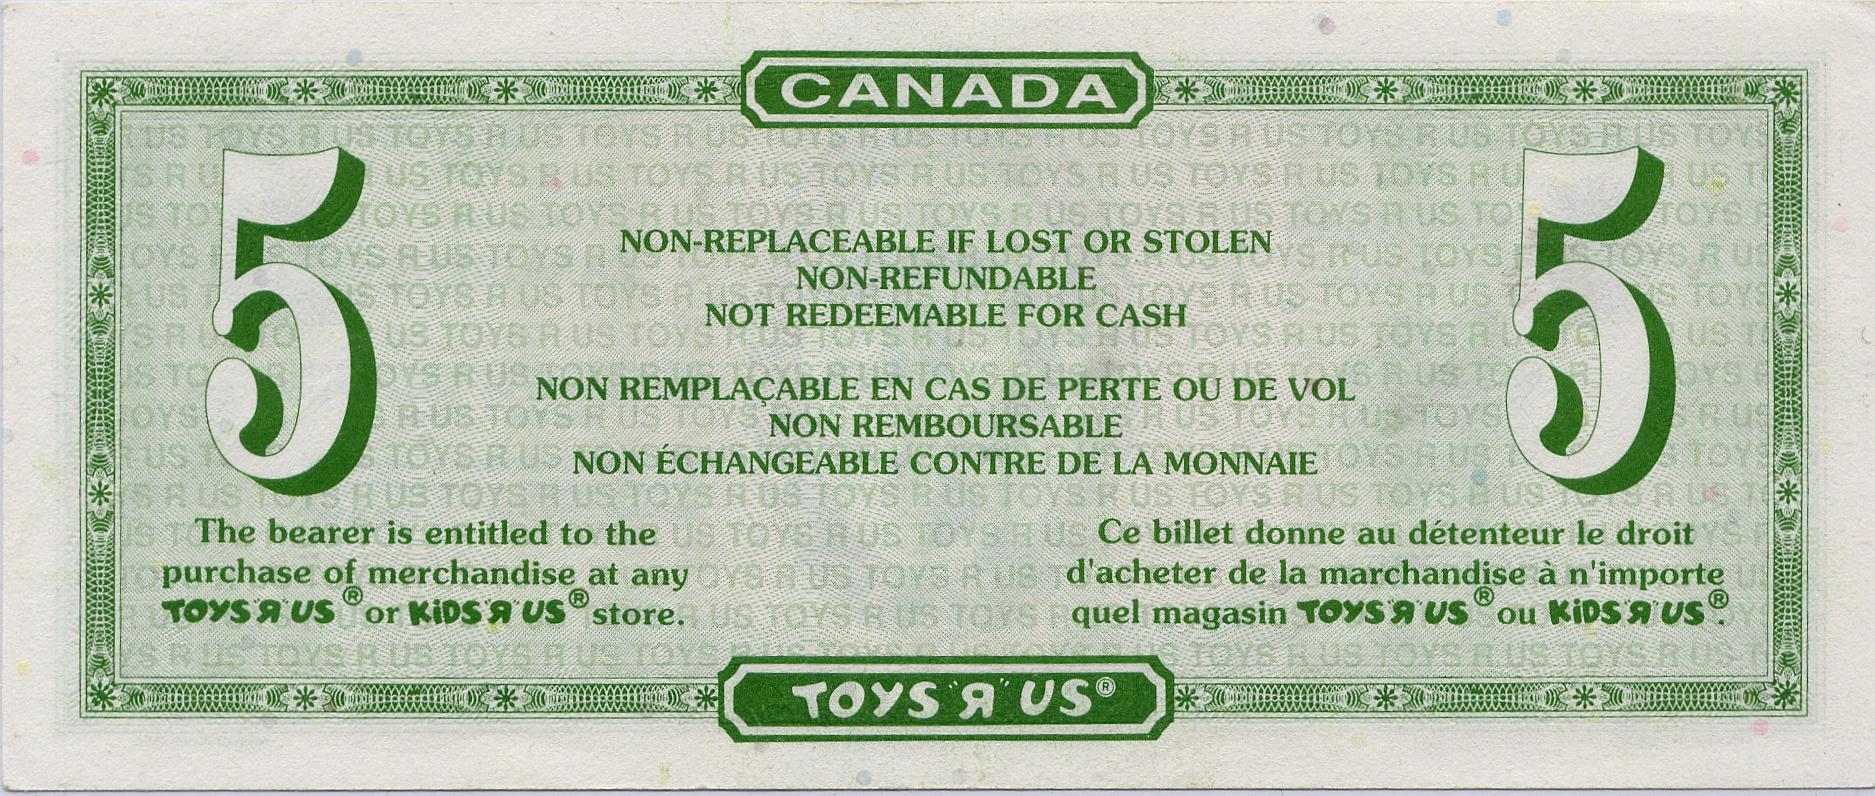 CANADA
5 5
NON-REPLACEABLE IF LOST OR STOLEN
NON-REFUNDABLE
NOT REDEEMABLE FOR CASH
NON REMPLAÇABLE EN CAS DE PERTE OU DE VOL
NON REMBOURSABLE
NON ÉCHANGEABLE CONTRE DE LA MONNAIE
The bearer is entitled to the
purchase of merchandise at any
TOYS "Я" US® or KiDS "Я" US® store.
Ce billet donne au détenteur le droit
d'acheter de la marchandise à n'importe
quel magasin TOYS "Я" US® ou KiDS "Я" US®.
TOYS "Я" US®